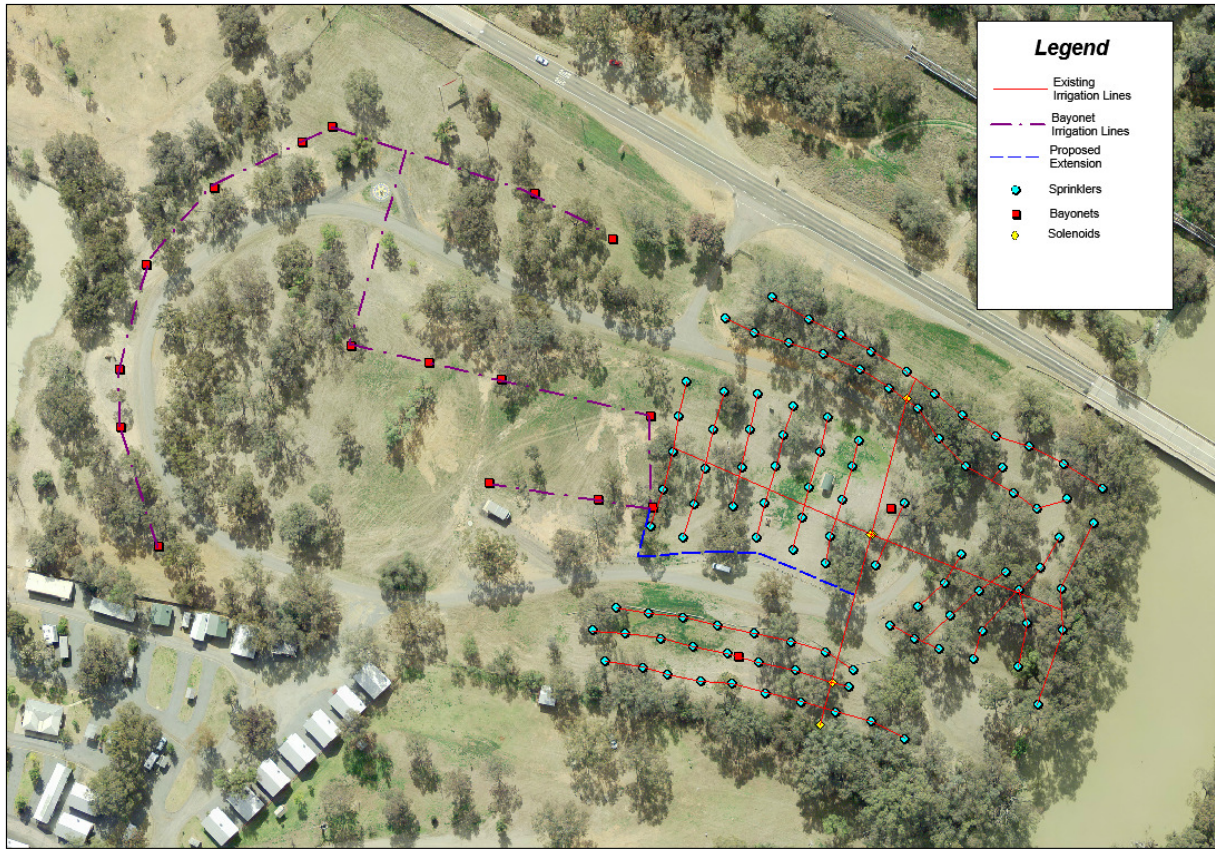 Legend
Existing
Irrigation Lines
Bayonet
Irrigation Lines
Proposed
Extension
Sprinklers
Bayonets
Solenoids